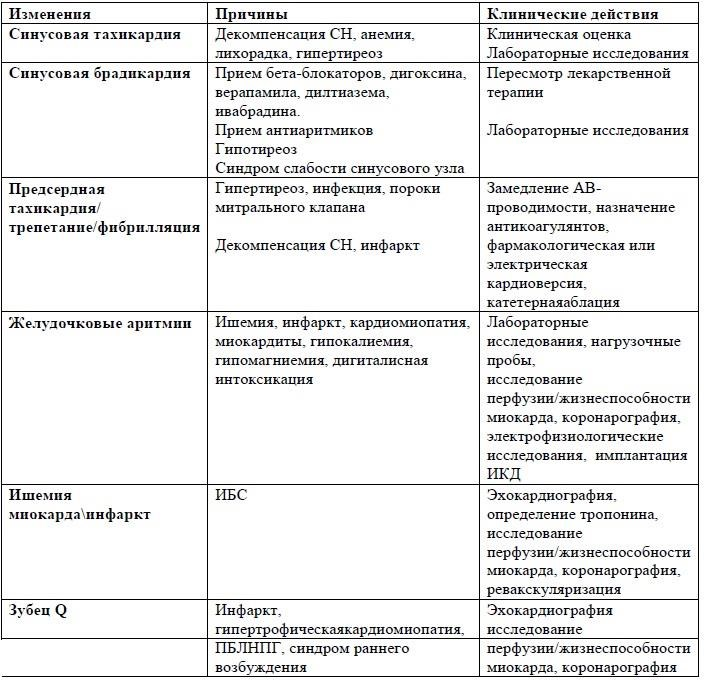 Изменения
Причины
Клинические действия
Синусовая тахикардия
Декомпенсация СН, анемия,
лихорадка, гипертиреоз
Клиническая оценка
Лабораторные исследования
Синусовая брадикардия
Прием бета-блокаторов, дигоксина,
верапамила, дилтиазема,
ивабрадина.
Прием антиаритмиков
Гипотиреоз
Синдром слабости синусового узла
Пересмотр лекарственной
терапии
Лабораторные исследования
Предсердная
тахикардия/
трепетание/фибрилляция
Гипертиреоз, инфекция, пороки
митрального клапана
Декомпенсация СН, инфаркт
Замедление АВ-
проводимости, назначение
антикоагулянтов,
фармакологическая или
электрическая
кардиоверсия,
катетернаяаблация
Желудочковые аритмии
Ишемия, инфаркт, кардиомиопатия,
миокардиты, гипокалиемия,
гипомагниемия, дигиталисная
интоксикация
Лабораторные
исследования, нагрузочные
пробы,
исследование
перфузии/жизнеспособности
миокарда, коронарография,
электрофизиологические
исследования, имплантация
ИКД
Ишемия
миокарда\инфаркт
ИБС
Эхокардиография,
определение тропонина,
исследование
перфузии/жизнеспособности
миокарда, коронарография,
ревакскуляризация
Зубец Q
Инфаркт,
гипертрофическаякардиомиопатия,
Эхокардиография
исследование
ПБЛНПГ, синдром раннего
возбуждения
перфузии/жизнеспособности
миокарда, коронарография